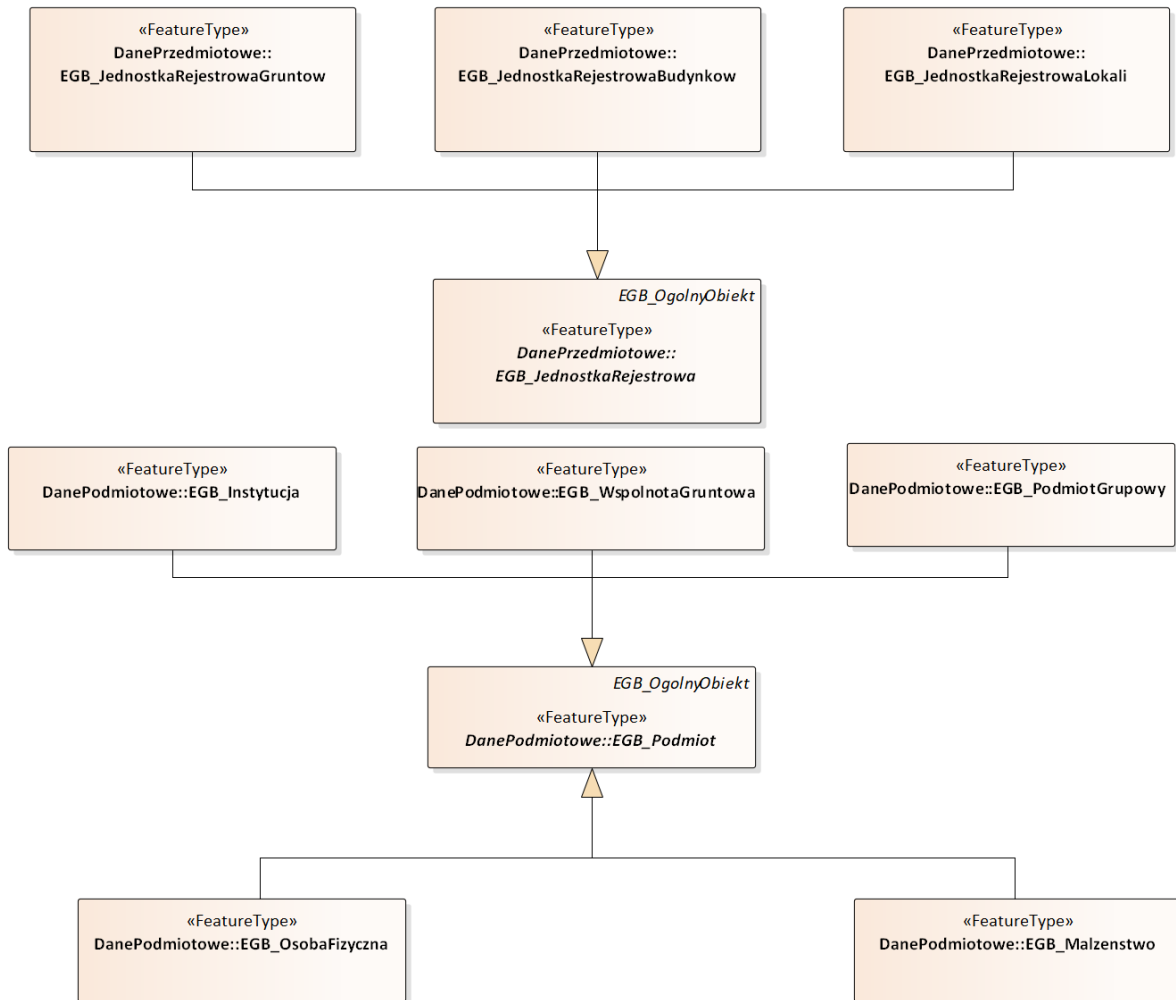 «FeatureType»
DanePrzedmiotowe::
EGB_JednostkaRejestrowaGruntow
«FeatureType»
DanePrzedmiotowe::
EGB_JednostkaRejestrowaBudynkow
«FeatureType»
DanePrzedmiotowe::
EGB_JednostkaRejestrowaLokali
EGB_OgolnyObiekt
«FeatureType»
DanePrzedmiotowe::
EGB_JednostkaRejestrowa
«FeatureType»
DanePodmiotowe::EGB_Instytucja
«FeatureType»
DanePodmiotowe::EGB_WspolnotaGruntowa
«FeatureType»
DanePodmiotowe::EGB_PodmiotGrupowy
EGB_OgolnyObiekt
«FeatureType»
DanePodmiotowe::EGB_Podmiot
«FeatureType»
DanePodmiotowe::EGB_OsobaFizyczna
«FeatureType»
DanePodmiotowe::EGB_Malzenstwo